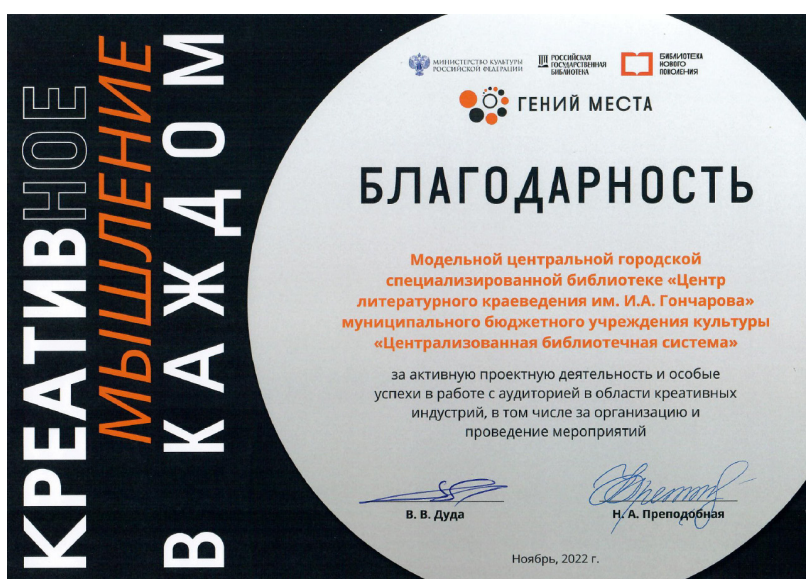 КРЕАТИВНОЕ
МЫШЛЕНИЕ
В КАЖДОМ
МИНИСТЕРСТВО КУЛЬТУРЫ
РОССИЙСКОЙ ФЕДЕРАЦИИ
РОССИЙСКАЯ
ГОСУДАРСТВЕННАЯ
БИБЛИОТЕКА
БИБЛИОТЕКА
НОВОГО
ПОКОЛЕНИЯ
ГЕНИЙ МЕСТА
БЛАГОДАРНОСТЬ
Модельной центральной городской
специализированной библиотеке «Центр
литературного краеведения им. И.А. Гончарова»
муниципального бюджетного учреждения культуры
«Централизованная библиотечная система»
за активную проектную деятельность и особые
успехи в работе с аудиторией в области креативных
индустрий, в том числе за организацию и
проведение мероприятий
В. В. Дуда
Н. А. Преподобная
Ноябрь, 2022 г.